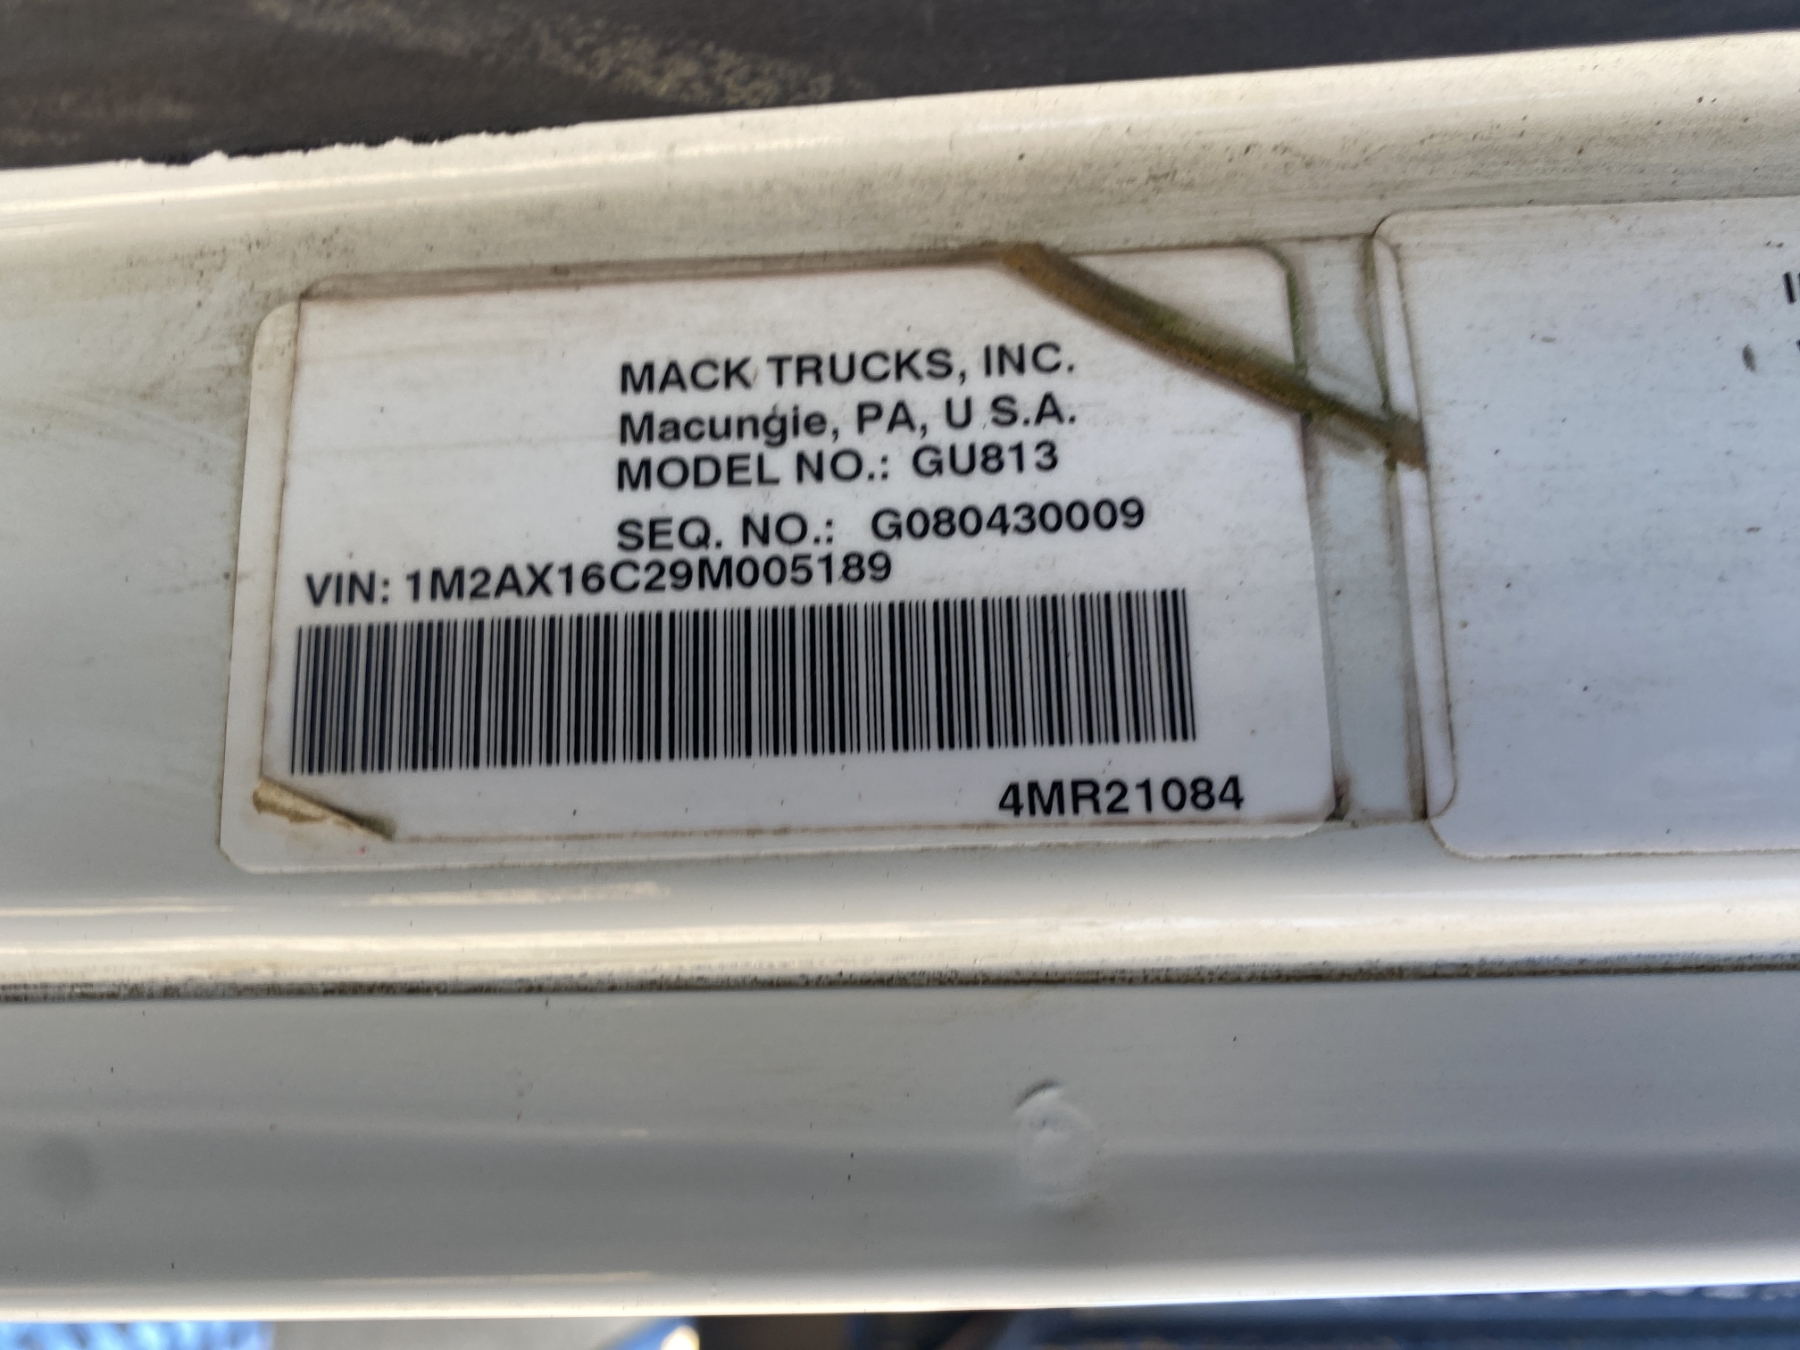 MACK TRUCKS, INC.
Macungie, PA, U.S.A.
MODEL NO.: GU813
SEQ. NO.: G080430009
VIN: 1M2AX16C29M005189
4MR21084